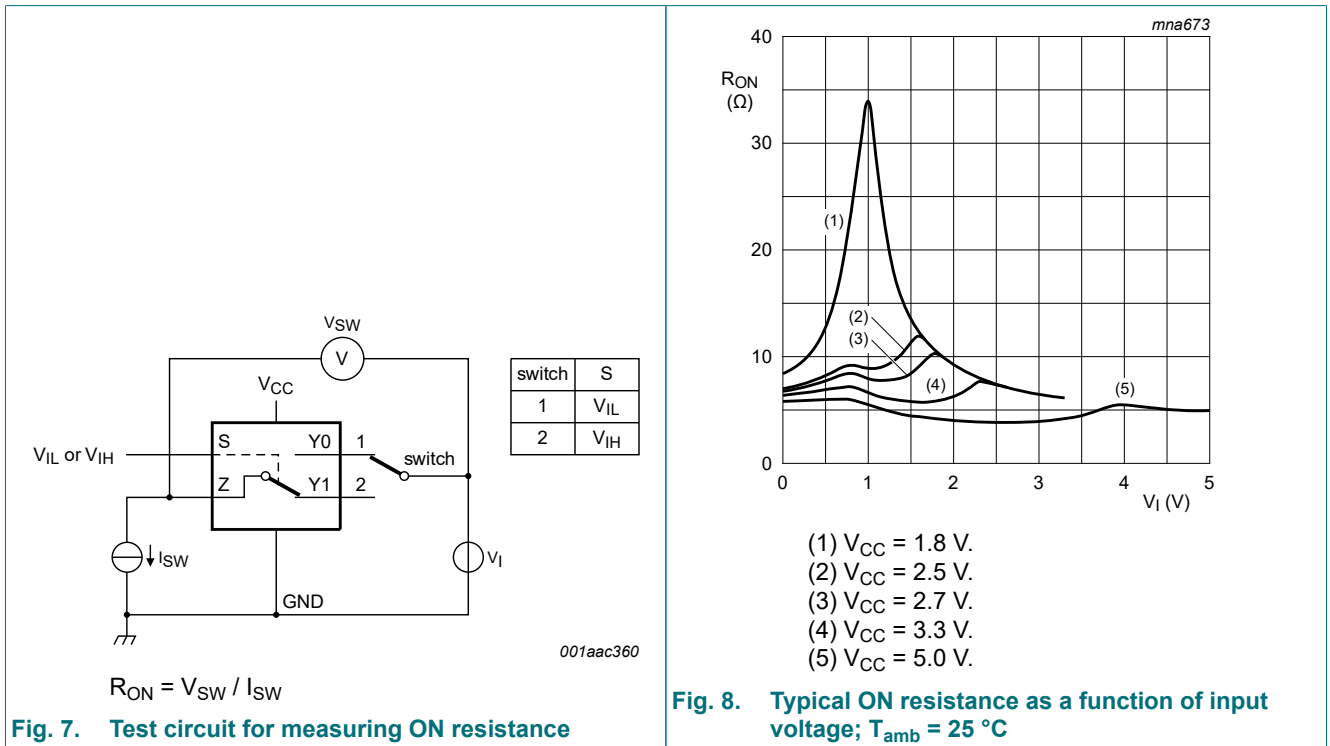 VSW
V
VCC
switch S
1 VIL
2 VIH
VIL or VIH
S Y0 1
switch
Z Y1 2
ISW
VI
GND
001aac360
RON = VSW / ISW
Fig. 7. Test circuit for measuring ON resistance
mna673
RON
(Ω)
40
30
20
10
0
(1)
(2)
(3)
(4)
(5)
0 1 2 3 4 5
VI (V)
(1) VCC = 1.8 V.
(2) VCC = 2.5 V.
(3) VCC = 2.7 V.
(4) VCC = 3.3 V.
(5) VCC = 5.0 V.
Fig. 8. Typical ON resistance as a function of input
voltage; Tamb = 25 °C